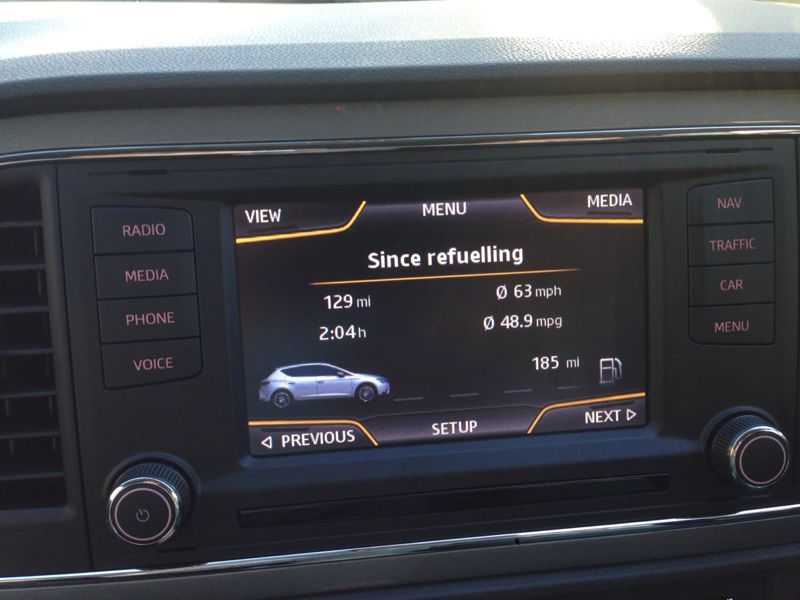 VIEW
MENU
MEDIA
RADIO
MEDIA
PHONE
VOICE
Since refuelling
129 mi
Ø 63 mph
2:04 h
Ø 48.9 mpg
185 mi
PREVIOUS
SETUP
NEXT
NAV
TRAFFIC
CAR
MENU